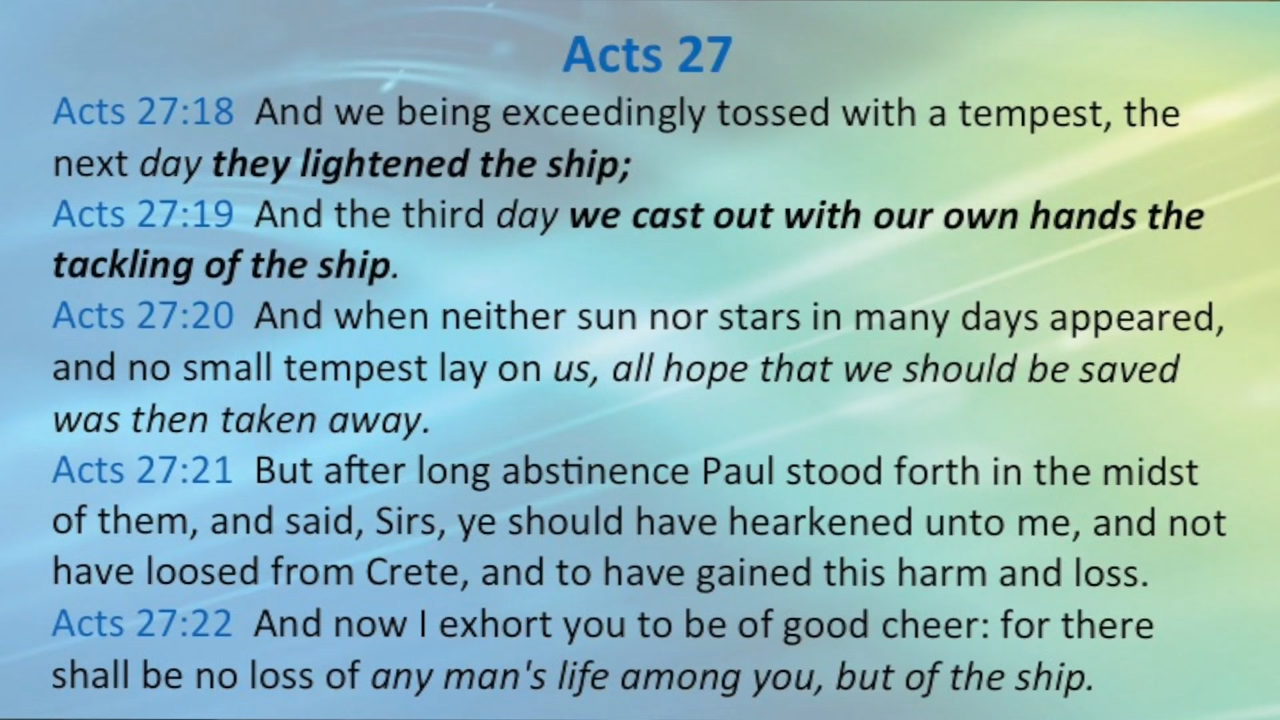 Acts 27
Acts 27:18 And we being exceedingly tossed with a tempest, the
next day they lightened the ship;
Acts 27:19 And the third day we cast out with our own hands the
tackling of the ship.
Acts 27:20 And when neither sun nor stars in many days appeared,
and no small tempest lay on us, all hope that we should be saved
was then taken away.
Acts 27:21 But after long abstinence Paul stood forth in the midst
of them, and said, Sirs, ye should have hearkened unto me, and not
have loosed from Crete, and to have gained this harm and loss.
Acts 27:22 And now I exhort you to be of good cheer: for there
shall be no loss of any man's life among you, but of the ship.